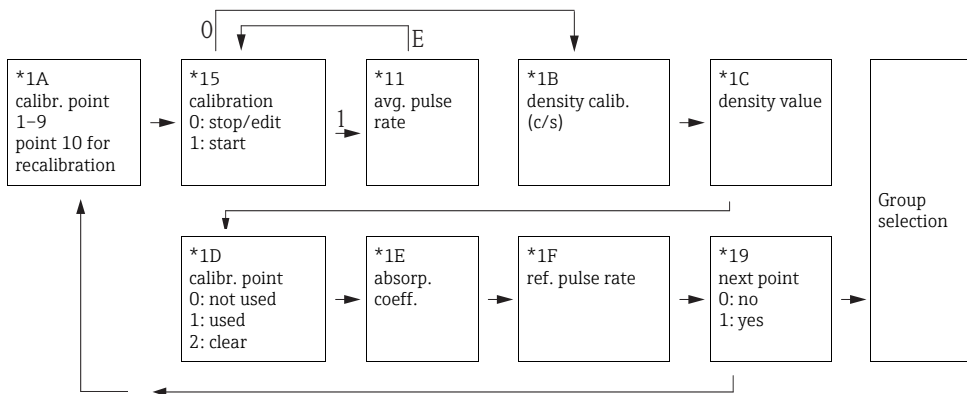 0
E
*1A
calibr. point
1–9
point 10 for
recalibration
*15
calibration
0: stop/edit
1: start
1
*11
avg. pulse
rate
*1B
density calib.
(c/s)
*1C
density value
Group
selection
*1D
calibr. point
0: not used
1: used
2: clear
*1E
absorp.
coeff.
*1F
ref. pulse rate
*19
next point
0: no
1: yes